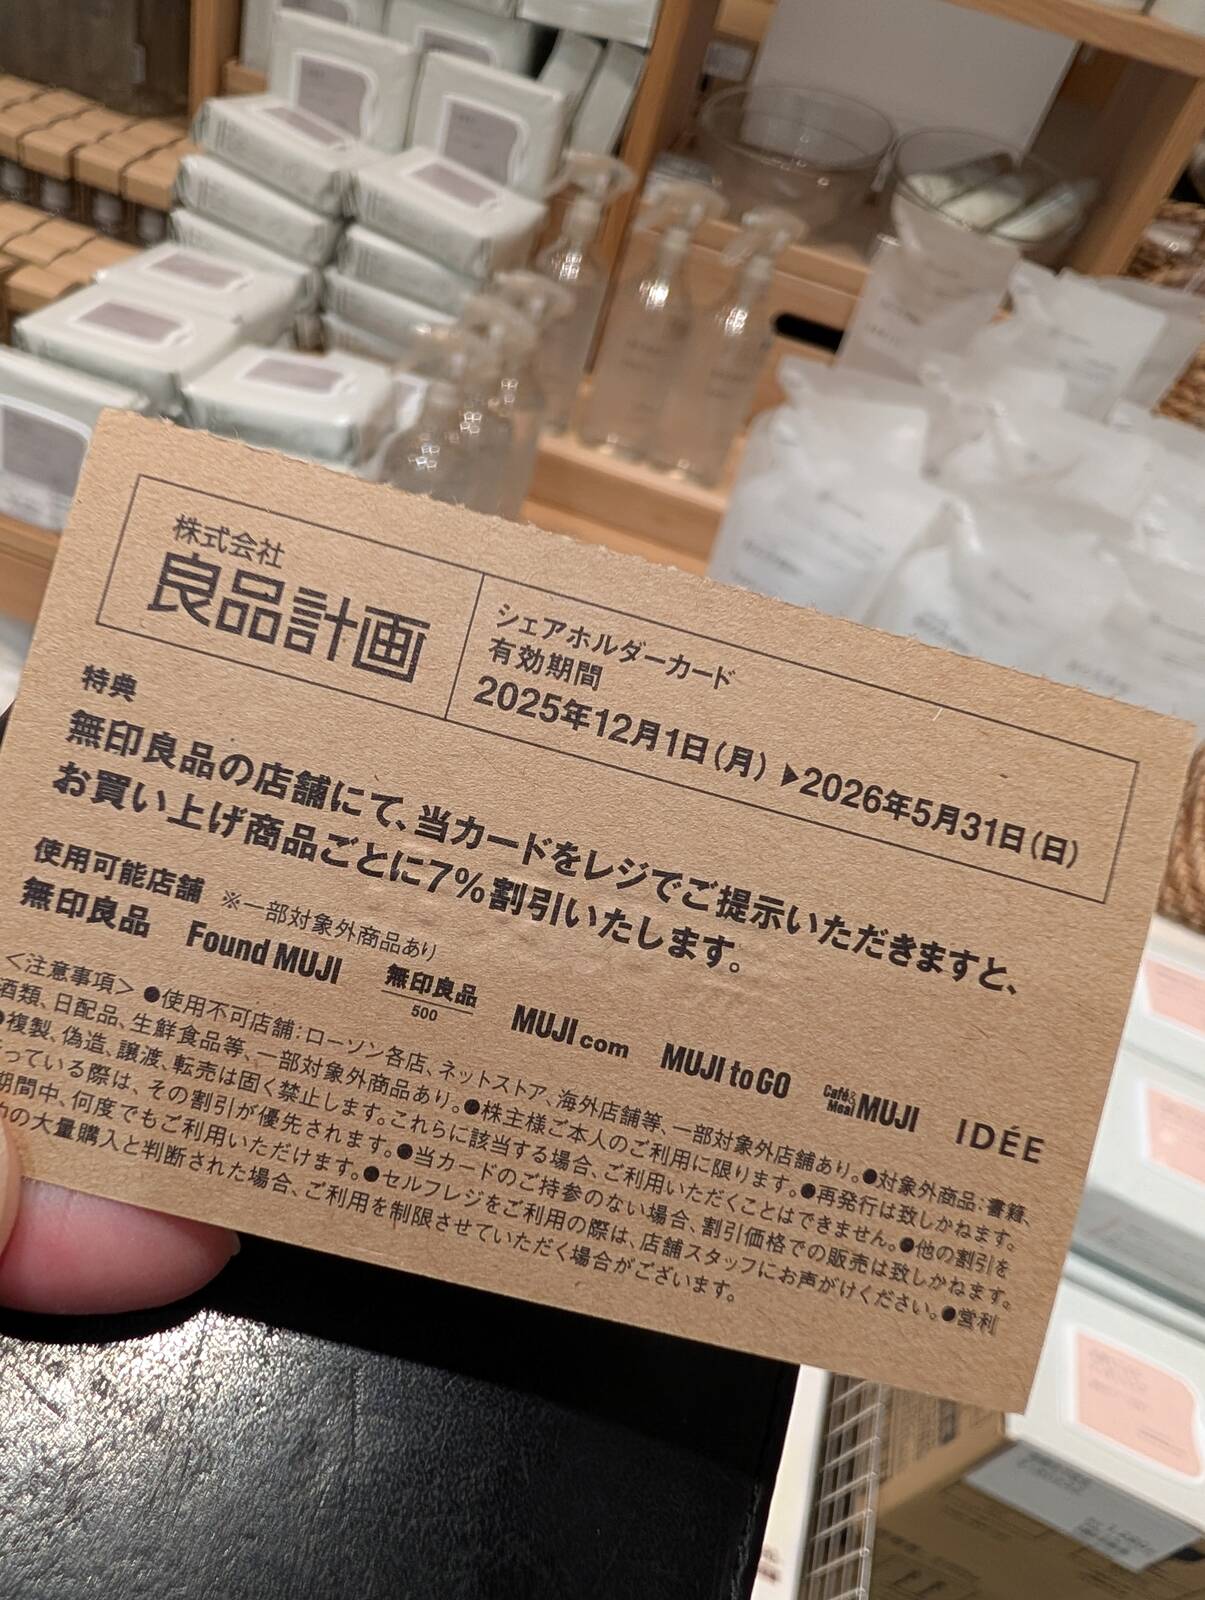 株式会社
良品計画
シェアホルダーカード
有効期間
2025年12月1日(月) ▶2026年5月31日(日)
特典
無印良品の店舗にて、当カードをレジでご提示いただきますと、
お買い上げ商品ごとに7%割引いたします。
使用可能店舗 ※一部対象外商品あり
無印良品 Found MUJI 無印良品 500 MUJI com MUJI to GO Café& Meal MUJI IDÉE
<注意事項> ●使用不可店舗:ローソン各店、ネットストア、海外店舗等、一部対象外店舗あり。●対象外商品:書籍、
酒類、日配品、生鮮食品等、一部対象外商品あり。●株主様ご本人のご利用に限ります。●再発行は致しかねます。
●複製、偽造、譲渡、転売は固く禁止します。これらに該当する場合、ご利用いただくことはできません。●他の割引を
っている際は、その割引が優先されます。●当カードのご持参のない場合、割引価格での販売は致しかねます。
期間中、何度でもご利用いただけます。●セルフレジをご利用の際は、店舗スタッフにお声がけください。●営利
の大量購入と判断された場合、ご利用を制限させていただく場合がございます。